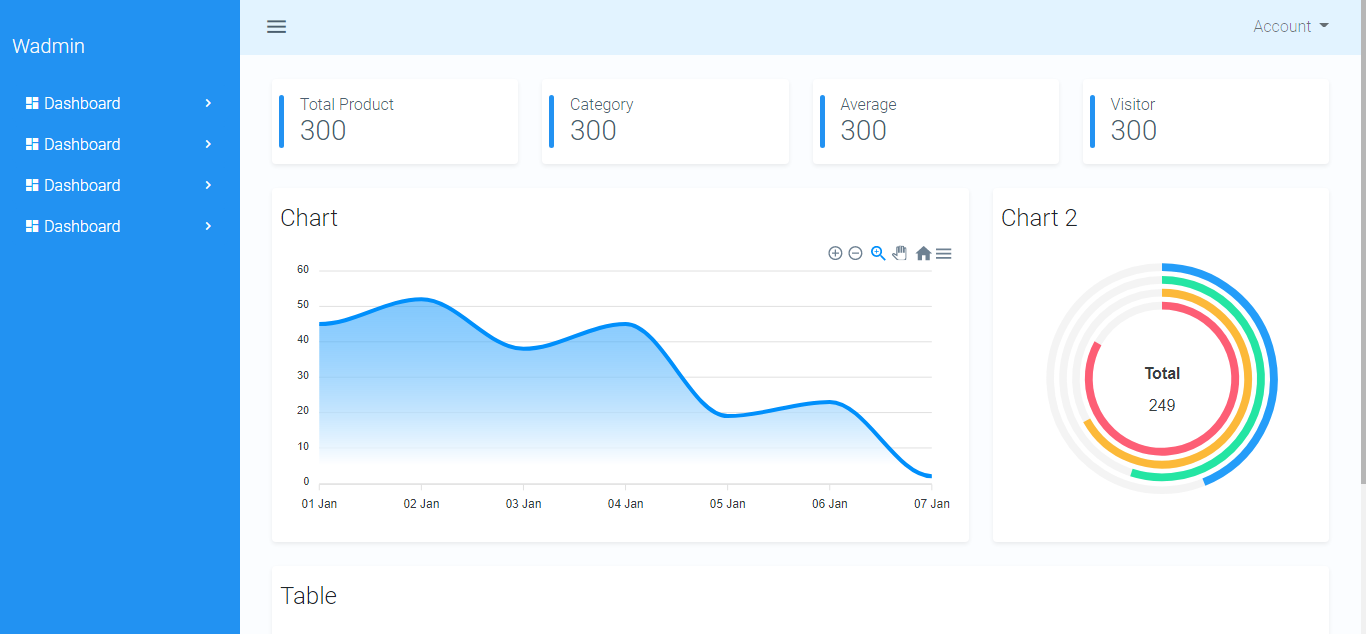 Wadmin
Account
Dashboard
Dashboard
Dashboard
Dashboard
Total Product
300
Category
300
Average
300
Visitor
300
Chart
60
50
40
30
20
10
0
01 Jan
02 Jan
03 Jan
04 Jan
05 Jan
06 Jan
07 Jan
Chart 2
Total
249
Table